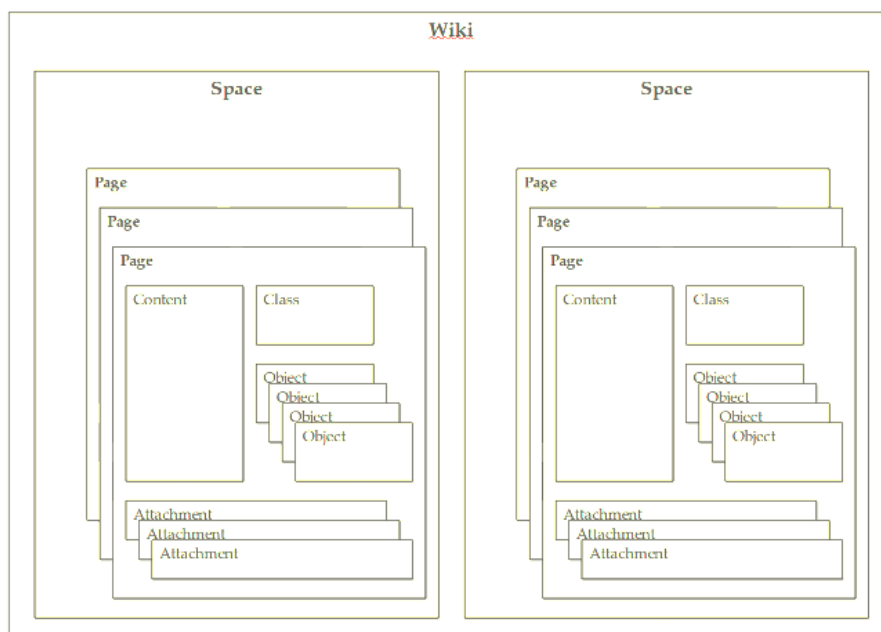 Wiki
Space
Page
Page
Page
Content
Class
Object
Object
Object
Object
Attachment
Attachment
Attachment
Space
Page
Page
Page
Content
Class
Object
Object
Object
Object
Attachment
Attachment
Attachment